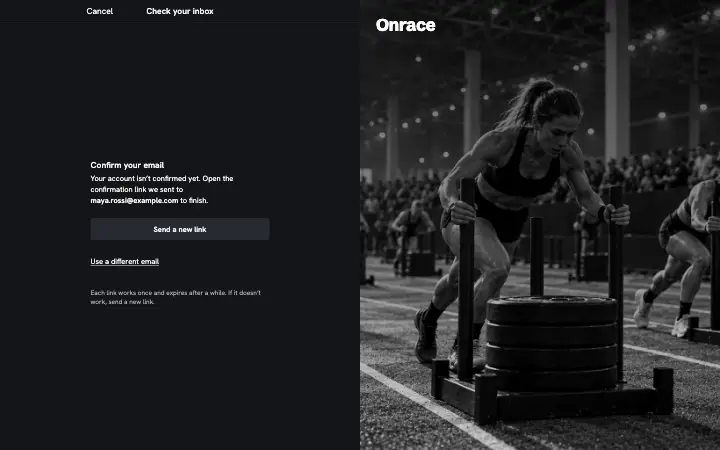 Cancel
Check your inbox
Onrace
Confirm your email
Your account isn't confirmed yet. Open the
confirmation link we sent to
maya.rossi@example.com to finish.
Send a new link
Use a different email
Each link works once and expires after a while. If it doesn't
work, send a new link.